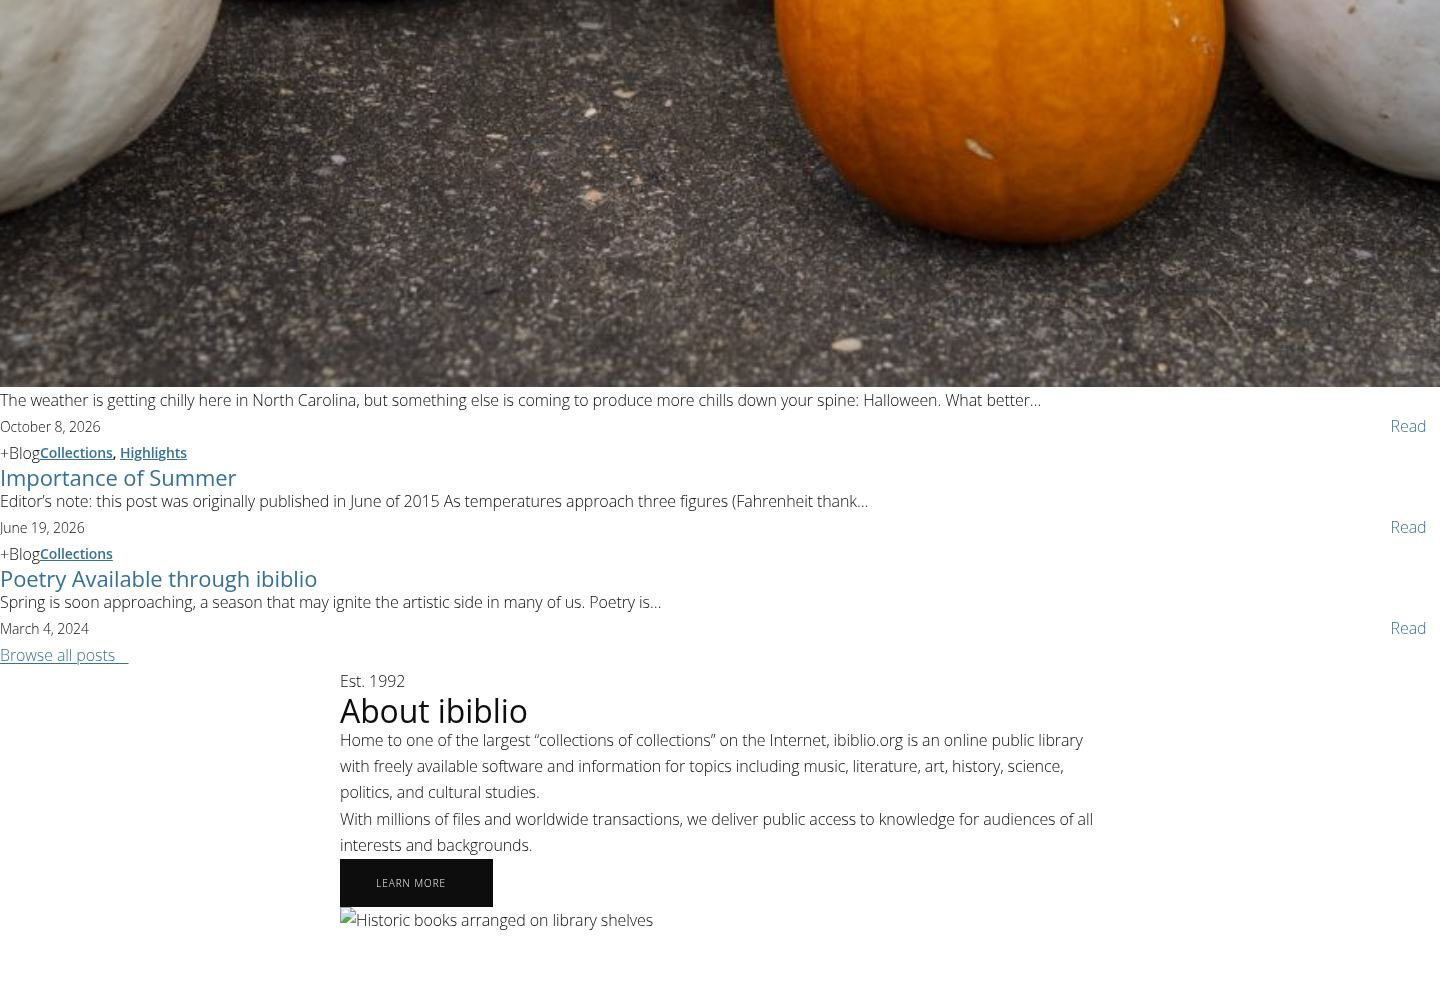 The weather is getting chilly here in North Carolina, but something else is coming to produce more chills down your spine: Halloween. What better…
October 8, 2026 Read
+BlogCollections, Highlights
Importance of Summer
Editor’s note: this post was originally published in June of 2015 As temperatures approach three figures (Fahrenheit thank…
June 19, 2026 Read
+BlogCollections
Poetry Available through ibiblio
Spring is soon approaching, a season that may ignite the artistic side in many of us. Poetry is…
March 4, 2024 Read
Browse all posts
Est. 1992
About ibiblio
Home to one of the largest “collections of collections” on the Internet, ibiblio.org is an online public library
with freely available software and information for topics including music, literature, art, history, science,
politics, and cultural studies.
With millions of files and worldwide transactions, we deliver public access to knowledge for audiences of all
interests and backgrounds.
LEARN MORE
Historic books arranged on library shelves